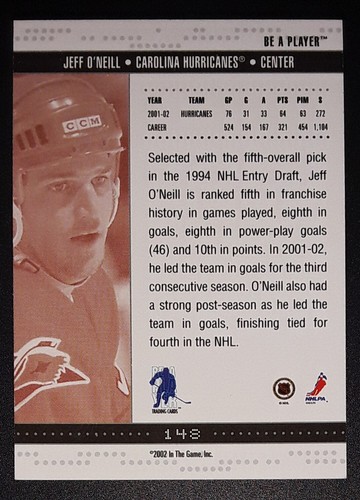 BE A PLAYER™
JEFF O'NEILL • CAROLINA HURRICANES® • CENTER
YEAR TEAM GP G A PTS PIM S
2001-02 HURRICANES 76 31 33 64 63 272
CAREER 524 154 167 321 454 1,184
CCM
Selected with the fifth-overall pick
in the 1994 NHL Entry Draft, Jeff
O'Neill is ranked fifth in franchise
history in games played, eighth in
goals, eighth in power-play goals
(46) and 10th in points. In 2001-02,
he led the team in goals for the third
consecutive season. O'Neill also had
a strong post-season as he led the
team in goals, finishing tied for
fourth in the NHL.
TRADING CARDS
NHLPA
148
©2002 In The Game, Inc.